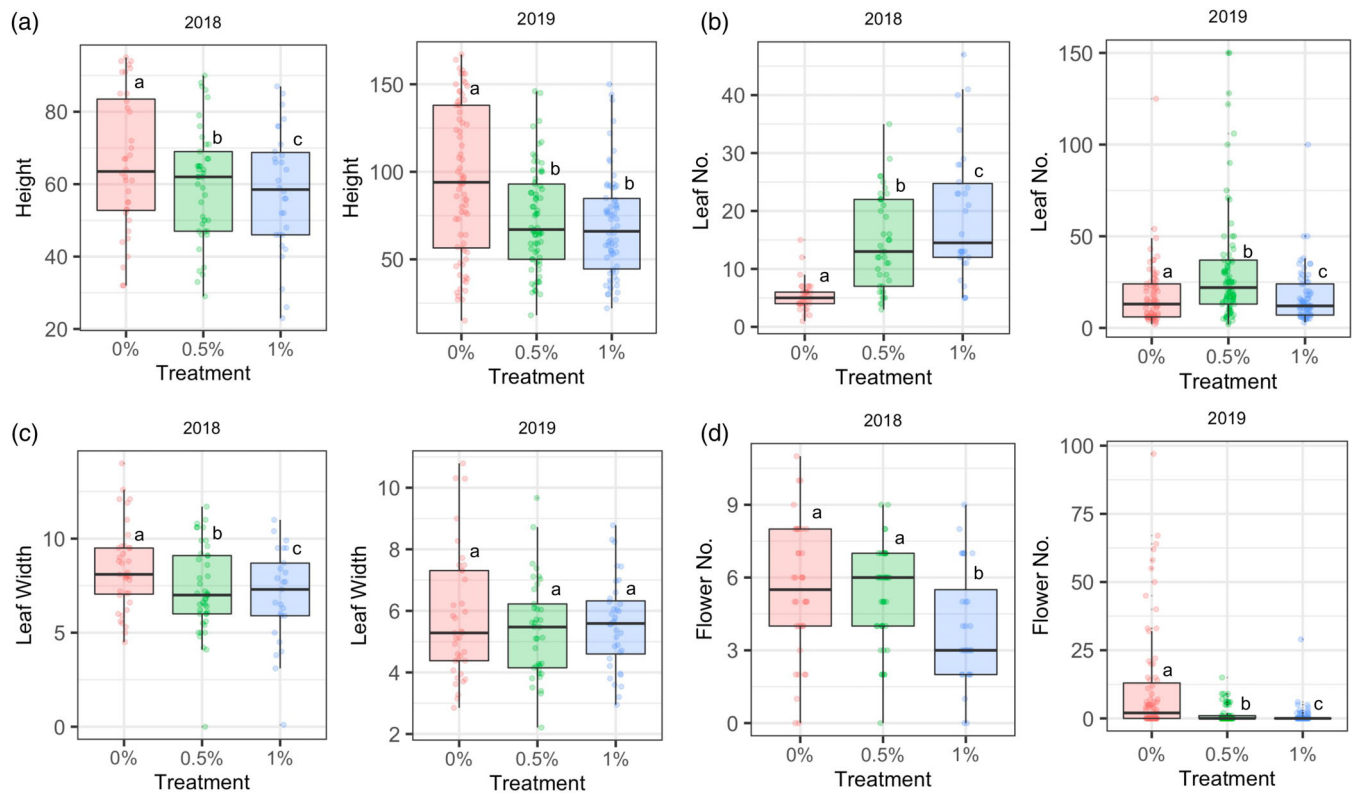 (a)
2018
Height
80
60
40
20
a
b
c
0% 0.5% 1%
Treatment
2019
Height
150
100
50
a
b
b
0% 0.5% 1%
Treatment
(b)
2018
Leaf No.
40
30
20
10
0
a
b
c
0% 0.5% 1%
Treatment
2019
Leaf No.
150
100
50
0
a
b
c
0% 0.5% 1%
Treatment
(c)
2018
Leaf Width
10
5
0
a
b
c
0% 0.5% 1%
Treatment
2019
Leaf Width
10
8
6
4
2
a
a
a
0% 0.5% 1%
Treatment
(d)
2018
Flower No.
9
6
3
0
a
a
b
0% 0.5% 1%
Treatment
2019
Flower No.
100
75
50
25
0
a
b
c
0% 0.5% 1%
Treatment